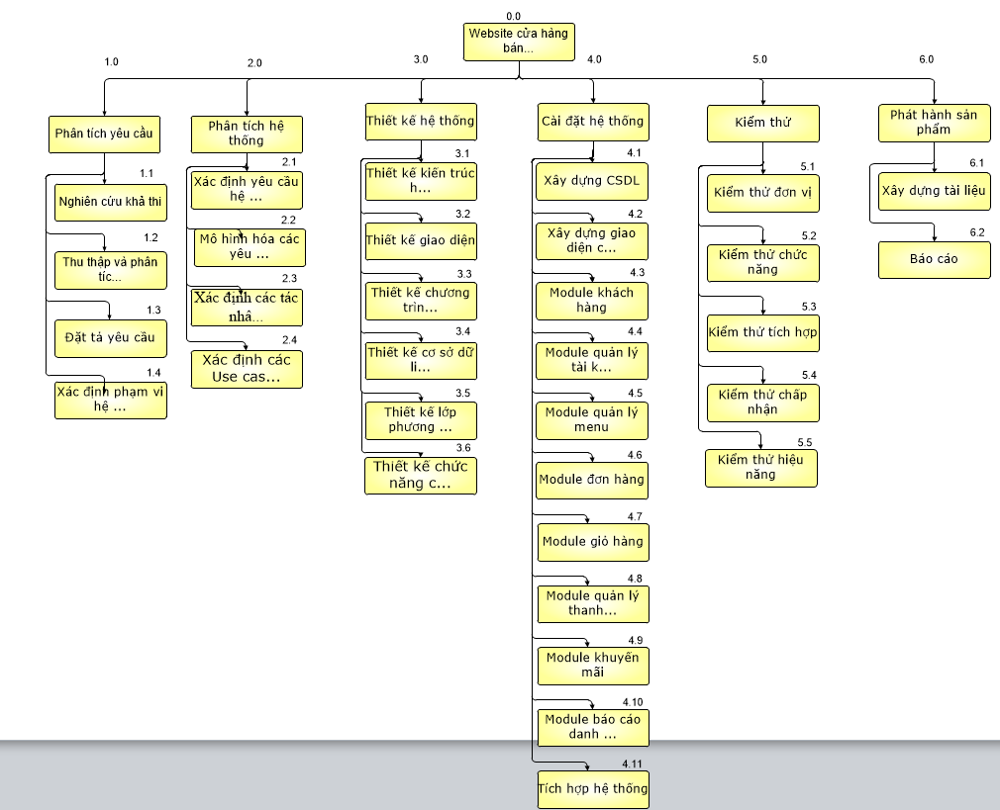 0.0
Website cửa hàng
bán...
1.0
Phân tích yêu cầu
1.1
Nghiên cứu khả thi
1.2
Thu thập và phân
tíc...
1.3
Đặt tả yêu cầu
1.4
Xác định phạm vi
hệ ...
2.0
Phân tích hệ
thống
2.1
Xác định yêu cầu
hệ ...
2.2
Mô hình hóa các
yêu ...
2.3
Xác định các tác
nhâ...
2.4
Xác định các
Use cas...
3.0
Thiết kế hệ thống
3.1
Thiết kế kiến trúc
h...
3.2
Thiết kế giao diện
3.3
Thiết kế chương
trìn...
3.4
Thiết kế cơ sở dữ
li...
3.5
Thiết kế lớp
phương ...
3.6
Thiết kế chức
năng c...
4.0
Cài đặt hệ thống
4.1
Xây dựng CSDL
4.2
Xây dựng giao
diện c...
4.3
Module khách
hàng
4.4
Module quản lý
tài k...
4.5
Module quản lý
menu
4.6
Module đơn hàng
4.7
Module giỏ hàng
4.8
Module quản lý
thanh...
4.9
Module khuyến
mãi
4.10
Module báo cáo
danh ...
4.11
Tích hợp hệ thống
5.0
Kiểm thử
5.1
Kiểm thử đơn vị
5.2
Kiểm thử chức
năng
5.3
Kiểm thử tích hợp
5.4
Kiểm thử chấp
nhận
5.5
Kiểm thử hiệu
năng
6.0
Phát hành sản
phẩm
6.1
Xây dựng tài liệu
6.2
Báo cáo